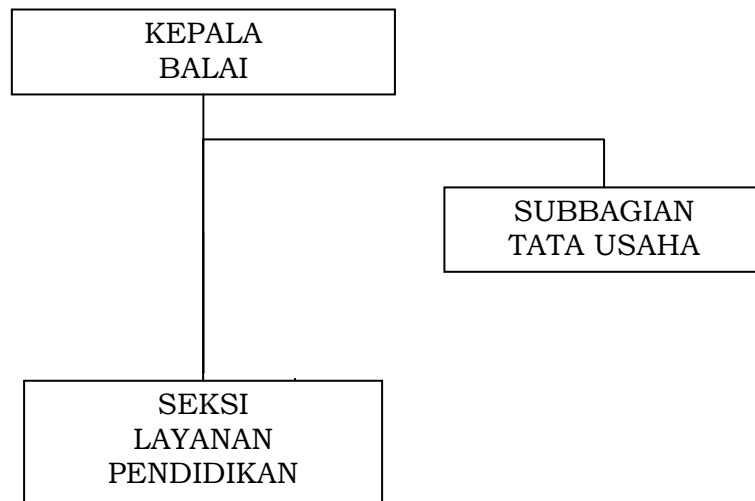 KEPALA
BALAI
SUBBAGIAN
TATA USAHA
SEKSI
LAYANAN
PENDIDIKAN